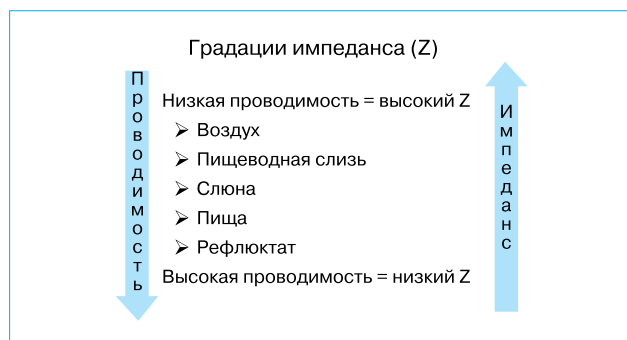 Градации импеданса (Z)
Проводимость
Низкая проводимость = высокий Z
Воздух
Пищеводная слизь
Слюна
Пища
Рефлюктат
Высокая проводимость = низкий Z
Импеданс